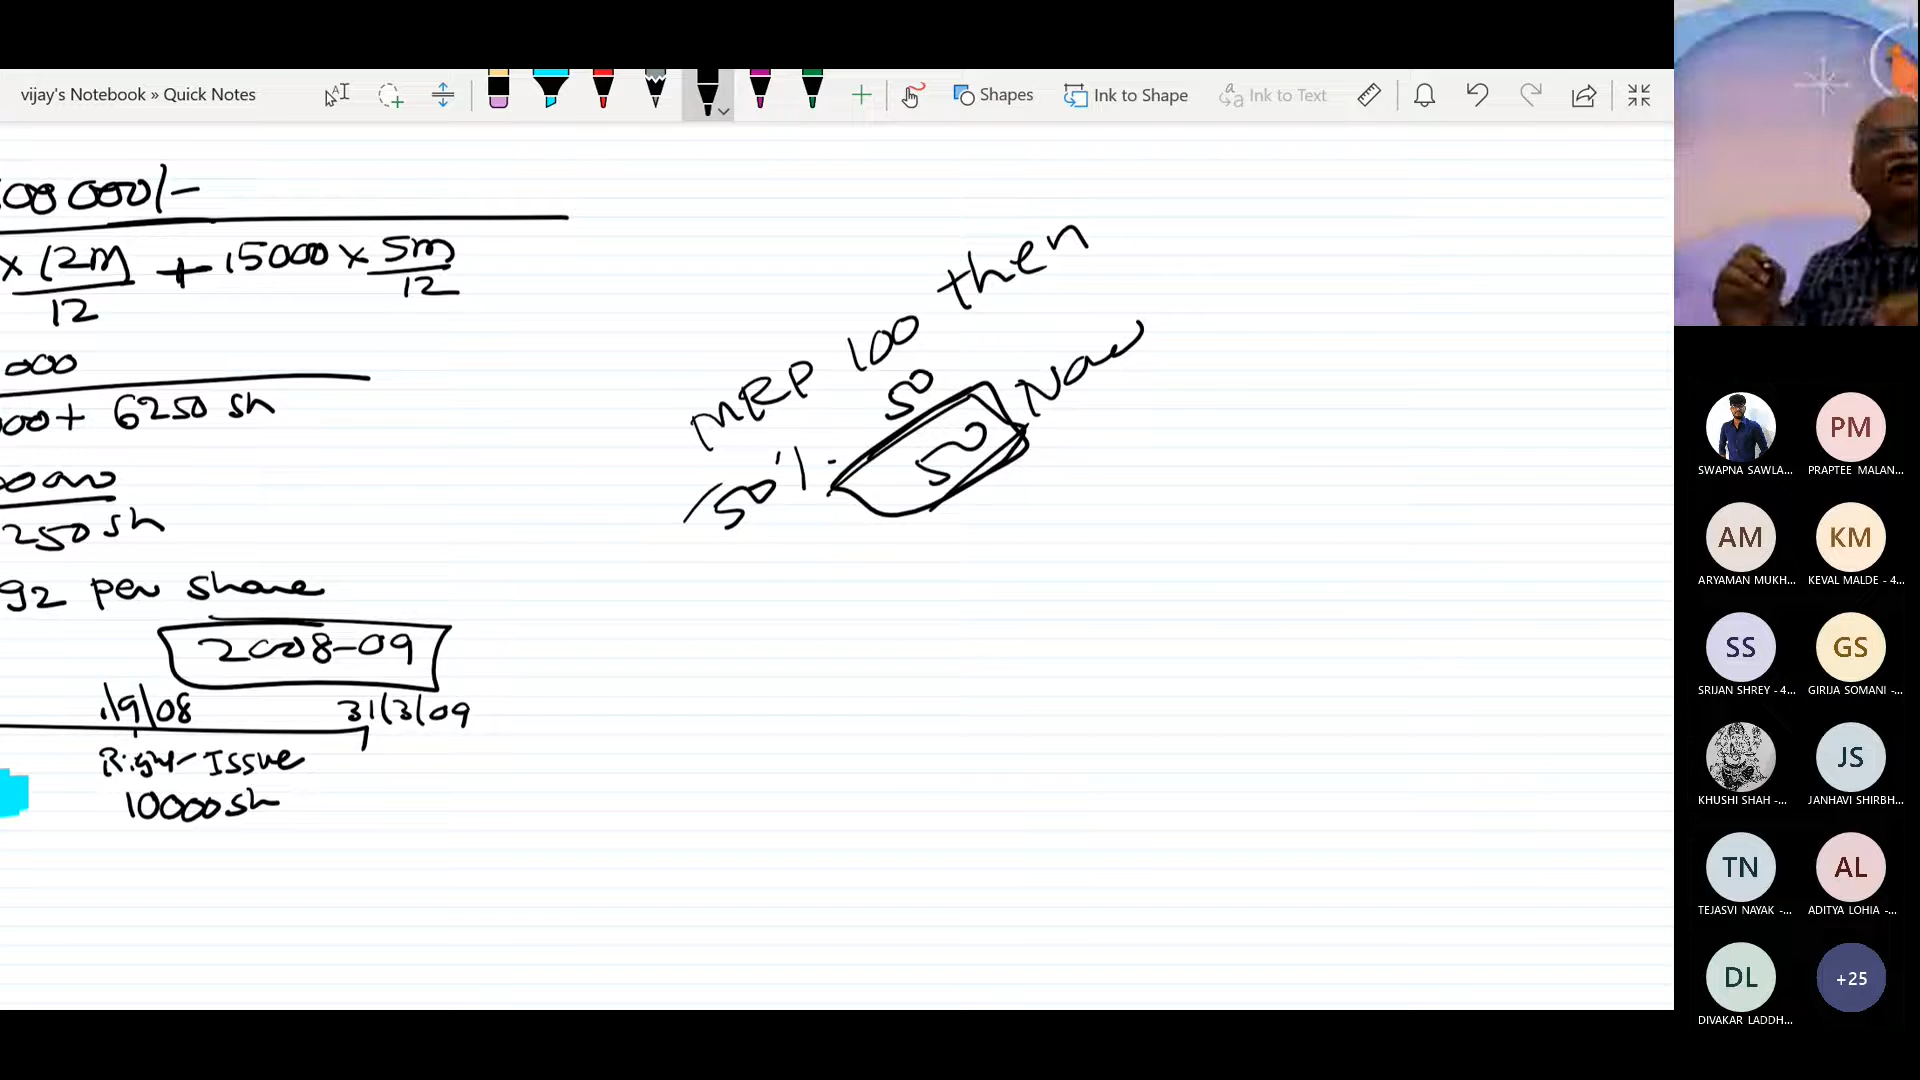 vijay's Notebook » Quick Notes
Shapes
Ink to Shape
Ink to Text
08000/-
x 12m/12 + 15000 x 5m/12
000
000 + 6250 sh
250 sh
92 per share
2008-09
1/9/08 31/3/09
Right Issue
10000 sh
MRP 100 then
50
50%. 50 Now
SWAPNA SAWLA...
PM
PRAPTEE MALAN...
AM
ARYAMAN MUKH...
KM
KEVAL MALDE - 4...
SS
SRIJAN SHREY - 4...
GS
GIRIJA SOMANI -...
KHUSHI SHAH -...
JS
JANHAVI SHIRBH...
TN
TEJASVI NAYAK -...
AL
ADITYA LOHIA -...
DL
DIVAKAR LADDH...
+25